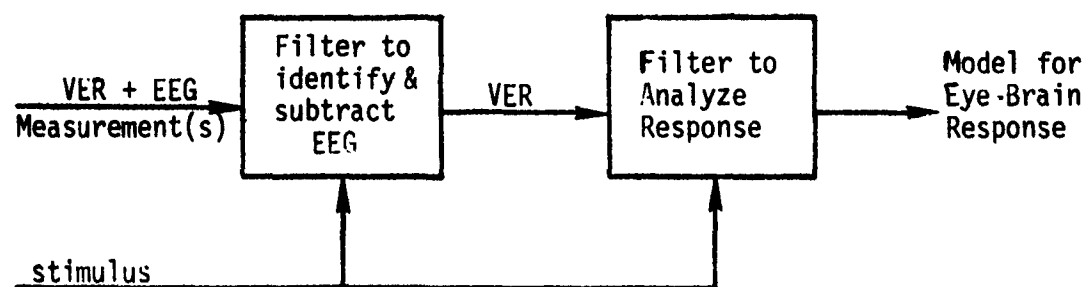 VER + EEG
Measurement(s)
Filter to
identify &
subtract
EEG
VER
Filter to
Analyze
Response
Model for
Eye-Brain
Response
stimulus